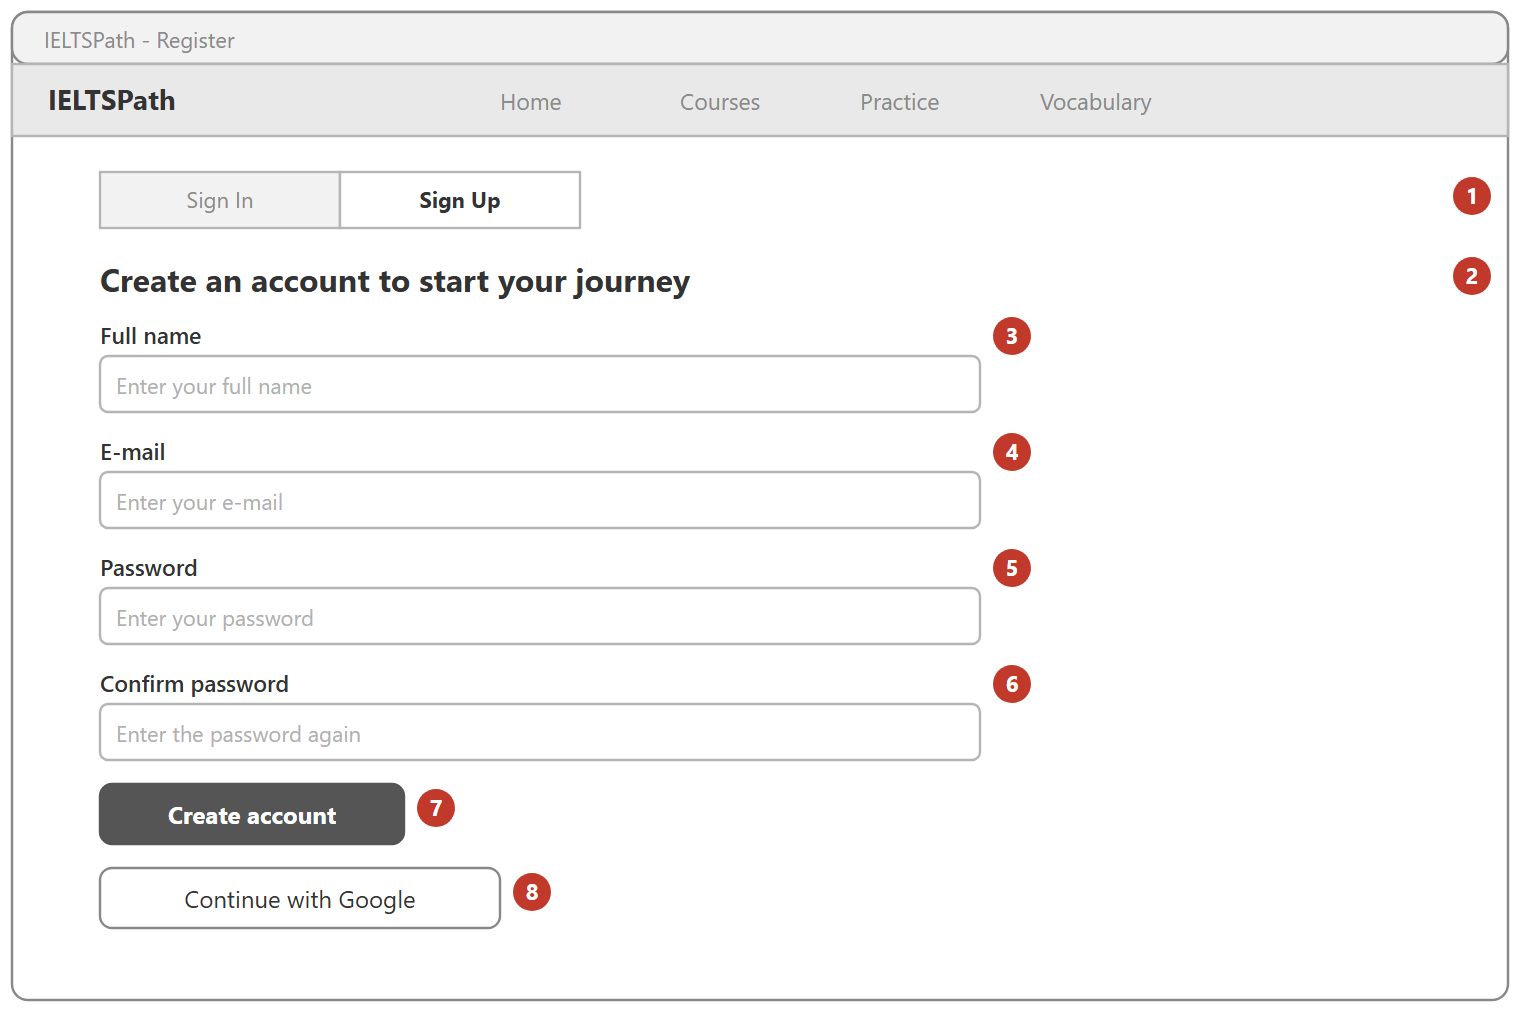 IELTSPath - Register
IELTSPath Home Courses Practice Vocabulary
Sign In Sign Up 1
Create an account to start your journey 2
Full name 3
Enter your full name
E-mail 4
Enter your e-mail
Password 5
Enter your password
Confirm password 6
Enter the password again
Create account 7
Continue with Google 8